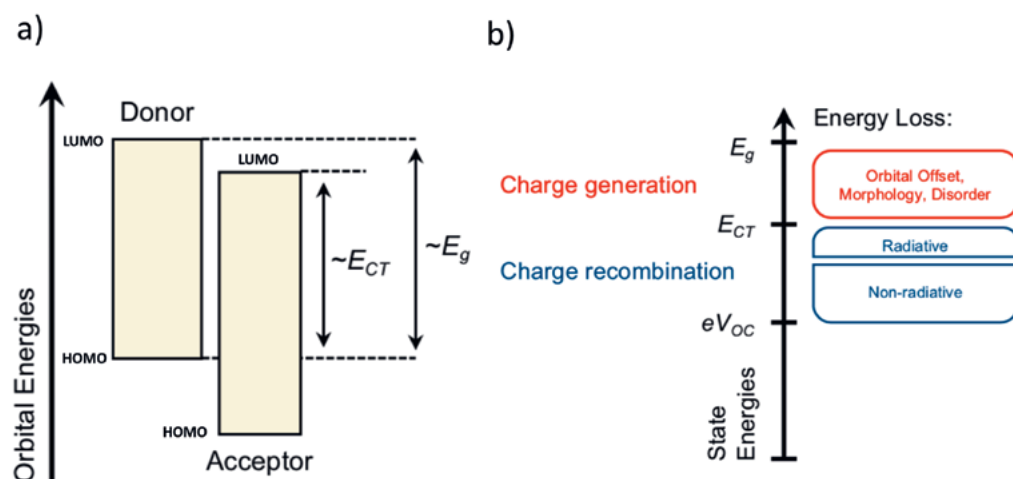 a)
Orbital Energies
Donor
LUMO
LUMO
~E_CT
~E_g
HOMO
HOMO
Acceptor
b)
Energy Loss:
E_g
Charge generation
Orbital Offset,
Morphology, Disorder
E_CT
Radiative
Charge recombination
Non-radiative
eV_OC
State
Energies